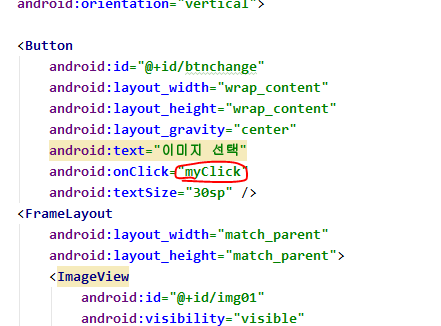 android:orientation="vertical">
<Button
android:id="@+id/btnchange"
android:layout_width="wrap_content"
android:layout_height="wrap_content"
android:layout_gravity="center"
android:text="이미지 선택"
android:onClick="myClick"
android:textSize="30sp" />
<FrameLayout
android:layout_width="match_parent"
android:layout_height="match_parent">
<ImageView
android:id="@+id/img01"
android:visibility="visible"